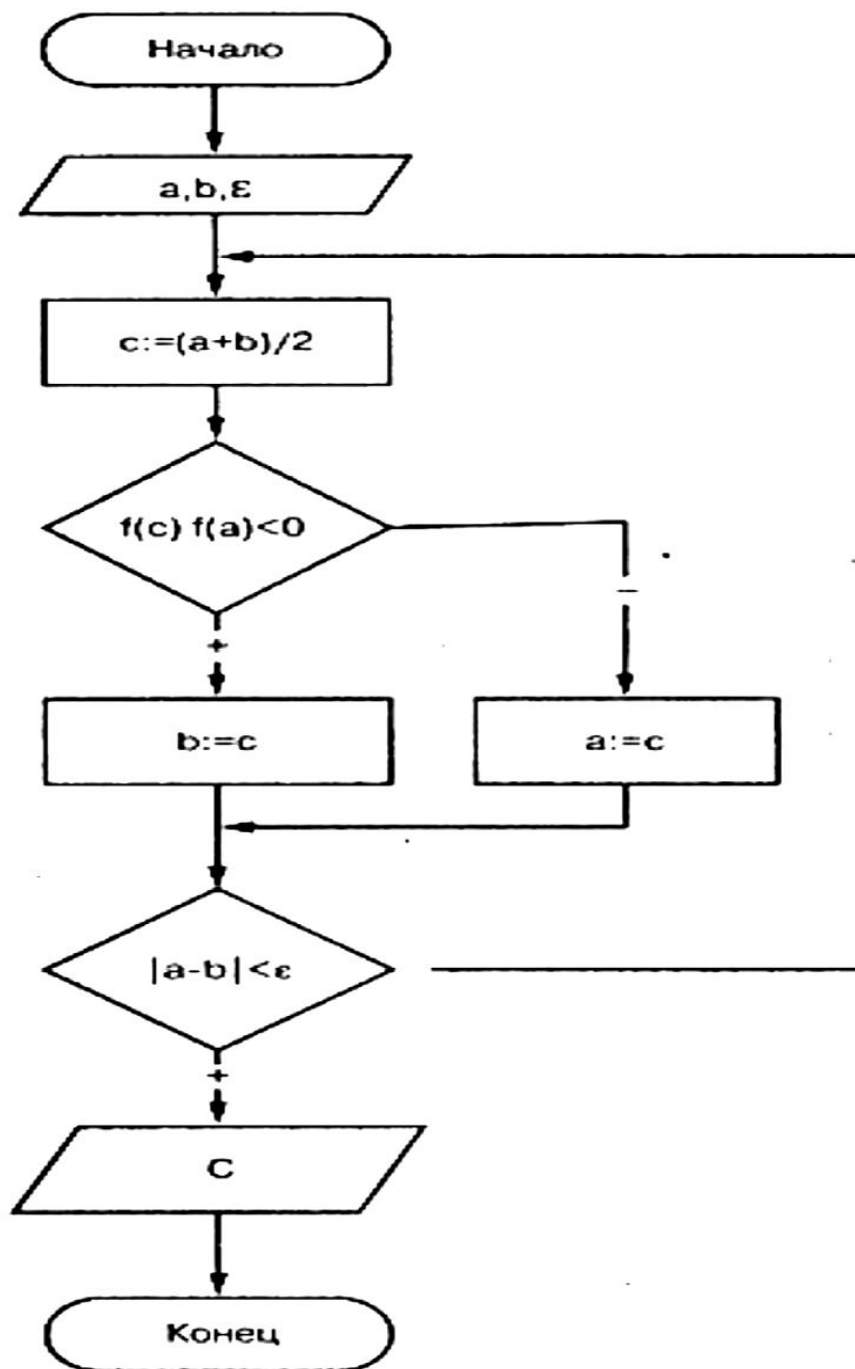 Начало
a,b,ε
c:=(a+b)/2
f(c) f(a)<0
–
+
b:=c
a:=c
|a-b|<ε
+
C
Конец